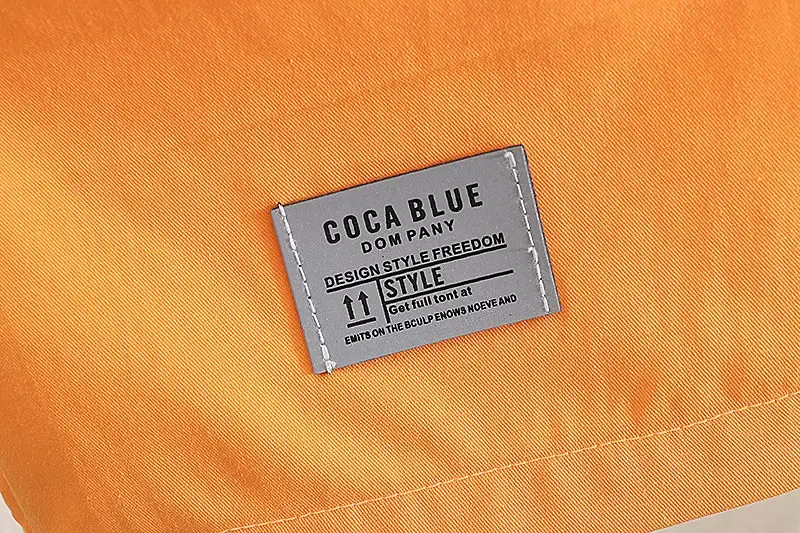 COCA BLUE
DOM PANY
DESIGN STYLE FREEDOM
STYLE
Get full tont at
EMITS ON THE BCULP ENOWS NOEVE AND